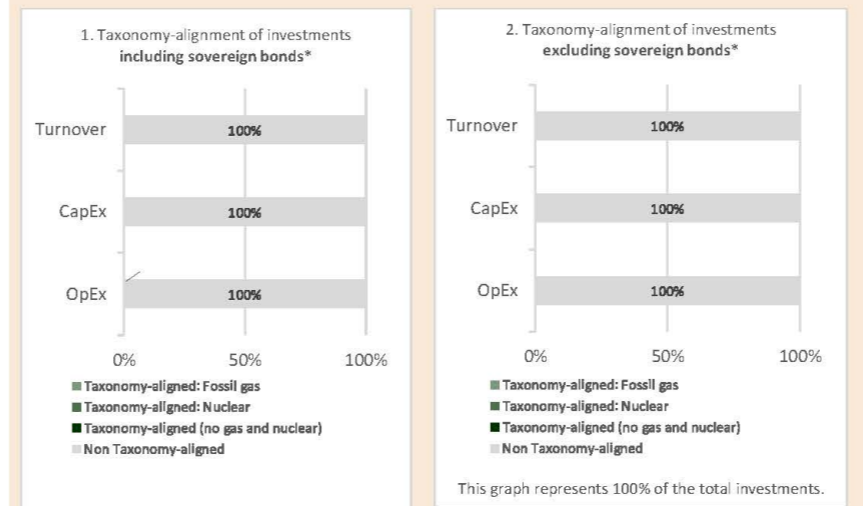 1. Taxonomy-alignment of investments
including sovereign bonds*
Turnover
100%
CapEx
100%
OpEx
100%
0%
50%
100%
Taxonomy-aligned: Fossil gas
Taxonomy-aligned: Nuclear
Taxonomy-aligned (no gas and nuclear)
Non Taxonomy-aligned
2. Taxonomy-alignment of investments
excluding sovereign bonds*
Turnover
100%
CapEx
100%
OpEx
100%
0%
50%
100%
Taxonomy-aligned: Fossil gas
Taxonomy-aligned: Nuclear
Taxonomy-aligned (no gas and nuclear)
Non Taxonomy-aligned
This graph represents 100% of the total investments.